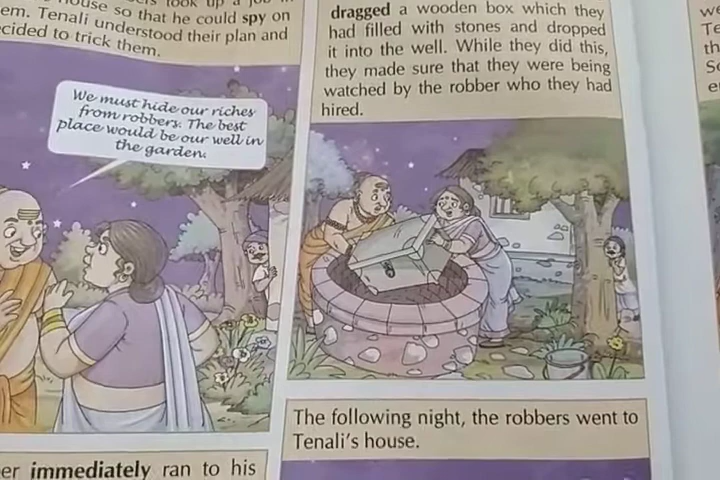 house so that he could spy on
em. Tenali understood their plan and
cided to trick them.
We must hide our riches
from robbers. The best
place would be our well in
the garden.
er immediately ran to his
dragged a wooden box which they
had filled with stones and dropped
it into the well. While they did this,
they made sure that they were being
watched by the robber who they had
hired.
The following night, the robbers went to
Tenali's house.